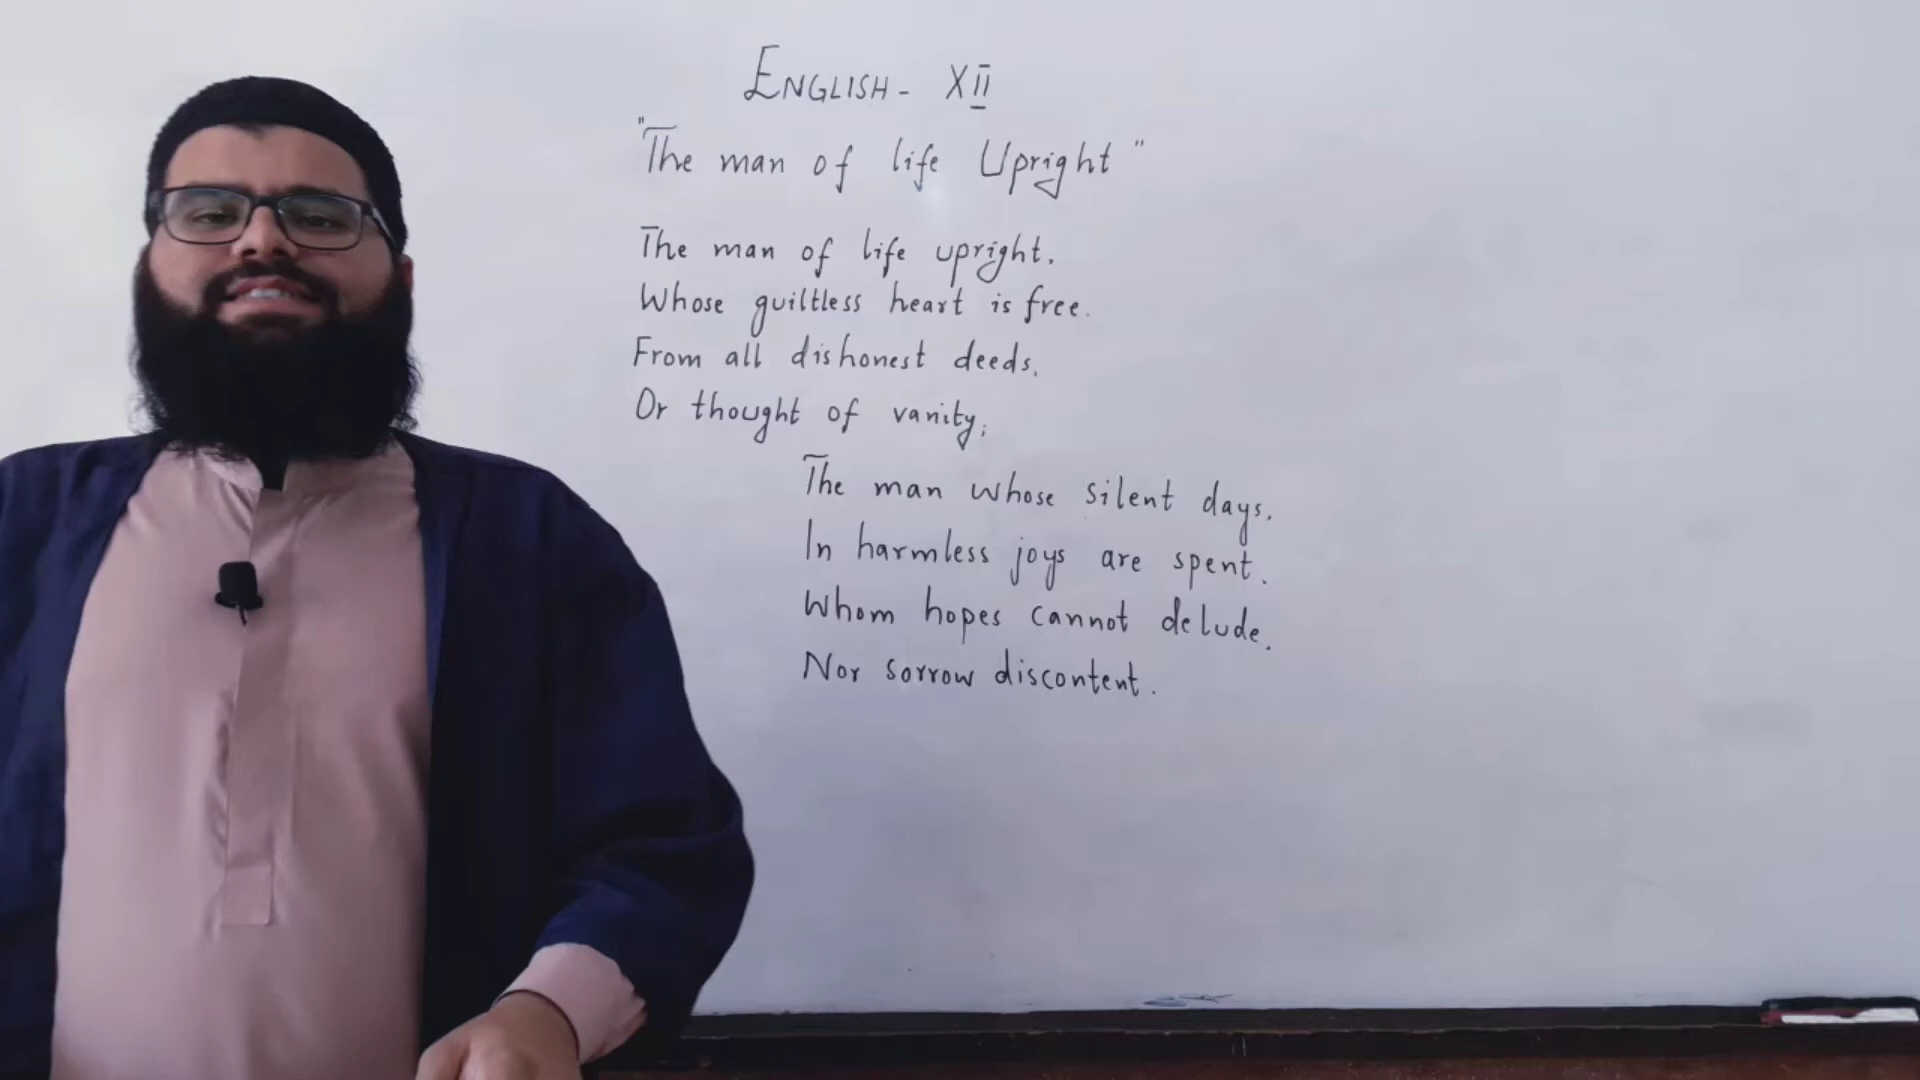 ENGLISH - XII
"The man of life Upright"
The man of life upright,
Whose guiltless heart is free.
From all dishonest deeds,
Or thought of vanity;
The man whose silent days,
In harmless joys are spent.
Whom hopes cannot delude,
Nor sorrow discontent.